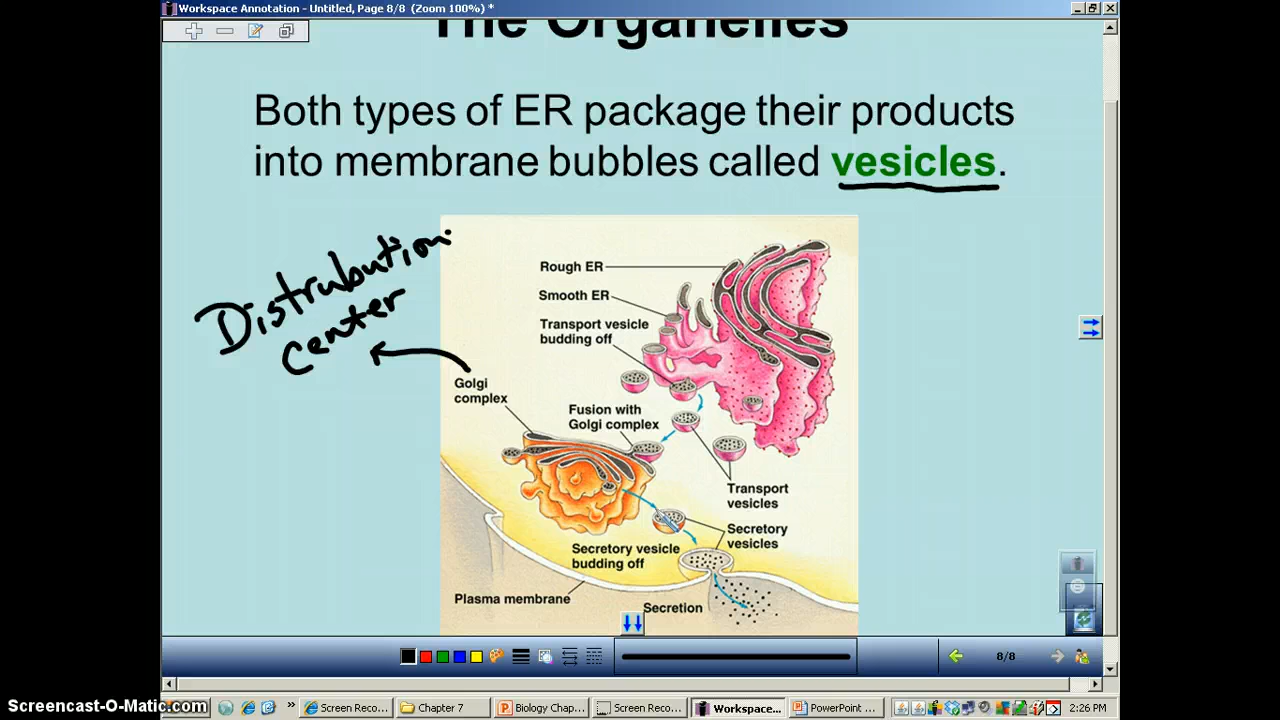 Workspace Annotation - Untitled, Page 8/8 (Zoom 100%) *
The Organelles
Both types of ER package their products
into membrane bubbles called vesicles.
Distrubution
center
Rough ER
Smooth ER
Transport vesicle
budding off
Golgi
complex
Fusion with
Golgi complex
Transport
vesicles
Secretory
vesicles
Secretory vesicle
budding off
Plasma membrane
Secretion
8/8
Screencast-O-Matic.com
»
Screen Recor...
Chapter 7
Biology Chap...
Screen Reco...
Workspace...
PowerPoint ...
2:26 PM